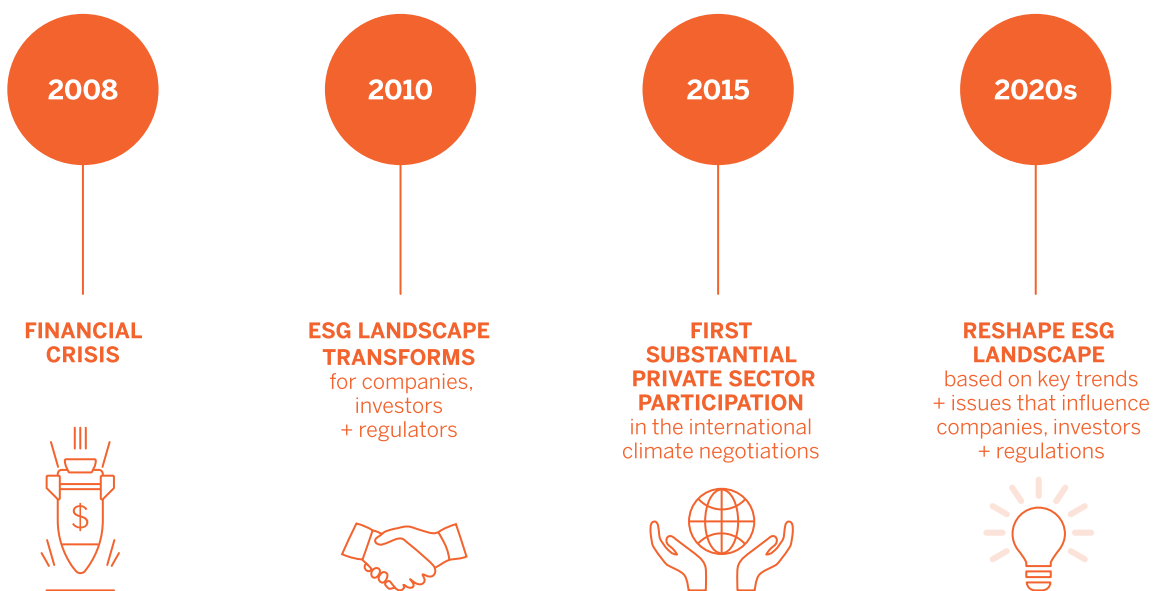 2008
FINANCIAL
CRISIS
$
2010
ESG LANDSCAPE
TRANSFORMS
for companies,
investors
+ regulators
2015
FIRST
SUBSTANTIAL
PRIVATE SECTOR
PARTICIPATION
in the international
climate negotiations
2020s
RESHAPE ESG
LANDSCAPE
based on key trends
+ issues that influence
companies, investors
+ regulations